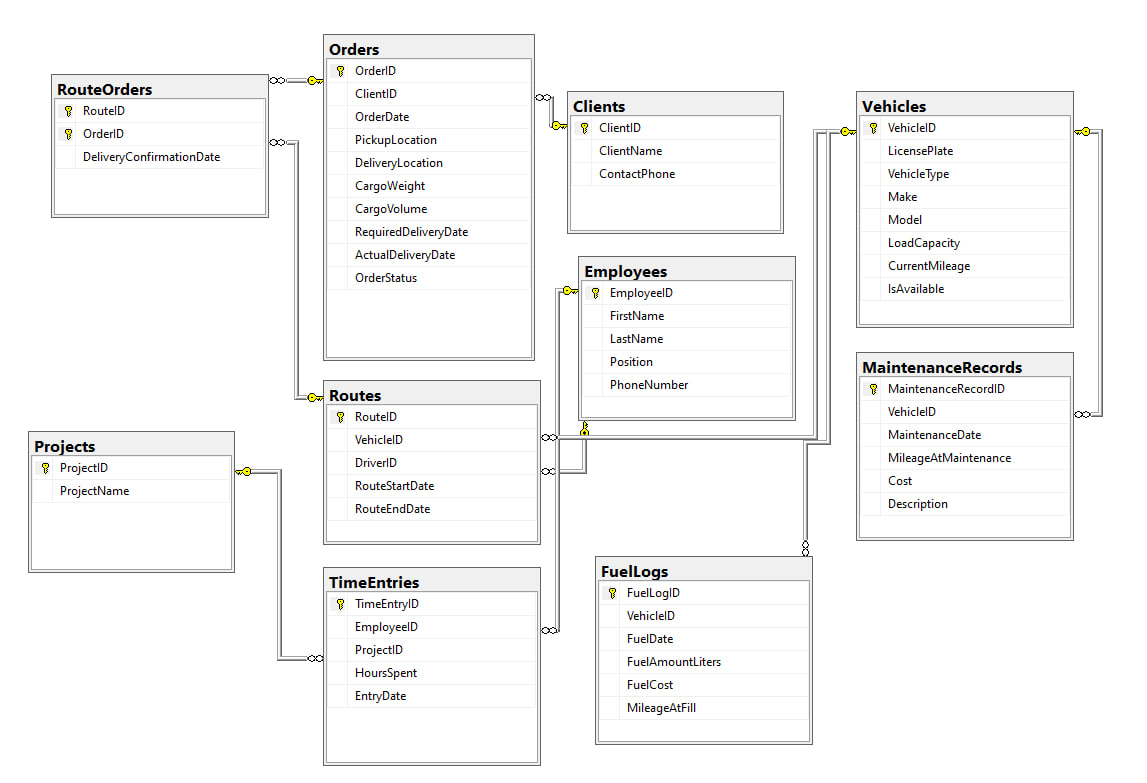 Orders
OrderID
ClientID
OrderDate
PickupLocation
DeliveryLocation
CargoWeight
CargoVolume
RequiredDeliveryDate
ActualDeliveryDate
OrderStatus
RouteOrders
RouteID
OrderID
DeliveryConfirmationDate
Clients
ClientID
ClientName
ContactPhone
Vehicles
VehicleID
LicensePlate
VehicleType
Make
Model
LoadCapacity
CurrentMileage
IsAvailable
Employees
EmployeeID
FirstName
LastName
Position
PhoneNumber
MaintenanceRecords
MaintenanceRecordID
VehicleID
MaintenanceDate
MileageAtMaintenance
Cost
Description
Routes
RouteID
VehicleID
DriverID
RouteStartDate
RouteEndDate
Projects
ProjectID
ProjectName
TimeEntries
TimeEntryID
EmployeeID
ProjectID
HoursSpent
EntryDate
FuelLogs
FuelLogID
VehicleID
FuelDate
FuelAmountLiters
FuelCost
MileageAtFill